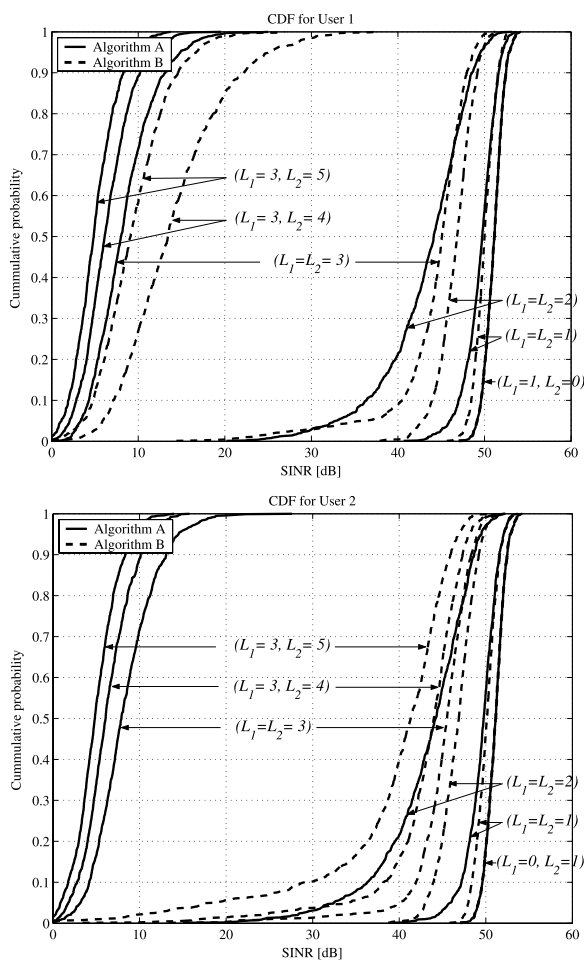 CDF for User 1
Algorithm A
Algorithm B
1
0.9
0.8
0.7
0.6
0.5
0.4
0.3
0.2
0.1
0
Cummulative probability
(L1= 3, L2= 5)
(L1= 3, L2= 4)
(L1=L2= 3)
(L1=L2=2)
(L1=L2=1)
(L1=1, L2=0)
0 10 20 30 40 50 60
SINR [dB]
CDF for User 2
Algorithm A
Algorithm B
1
0.9
0.8
0.7
0.6
0.5
0.4
0.3
0.2
0.1
0
Cummulative probability
(L1= 3, L2= 5)
(L1= 3, L2= 4)
(L1=L2= 3)
(L1=L2=2)
(L1=L2=1)
(L1=0, L2=1)
0 10 20 30 40 50 60
SINR [dB]